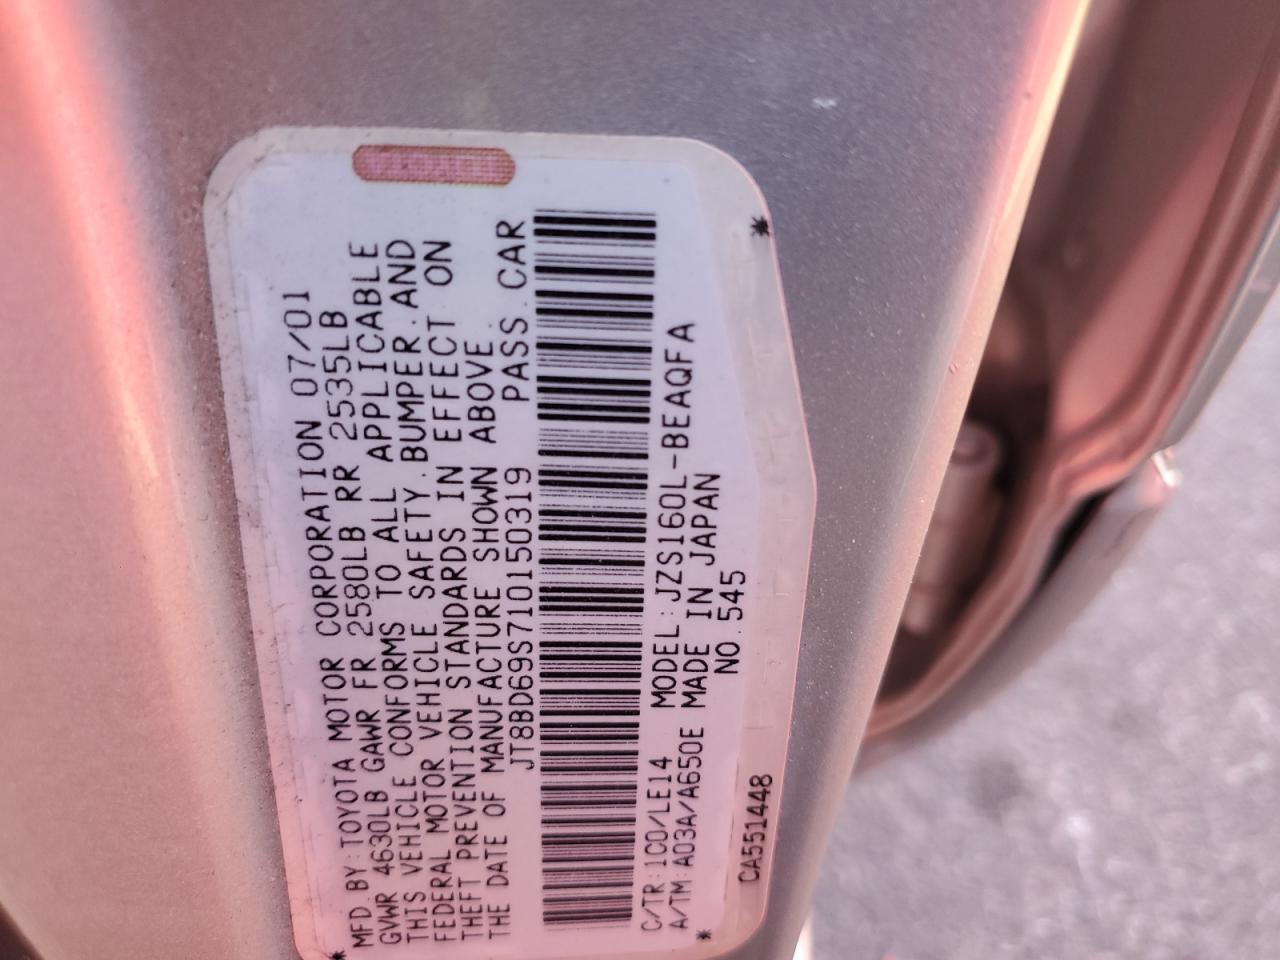 MFD BY:TOYOTA MOTOR CORPORATION 07/01
GVWR 4630LB GAWR FR 2580LB RR 2535LB
THIS VEHICLE CONFORMS TO ALL APPLICABLE
FEDERAL MOTOR VEHICLE SAFETY.BUMPER.AND
THEFT PREVENTION STANDARDS IN EFFECT ON
THE DATE OF MANUFACTURE SHOWN ABOVE.
JT8BD69S710150319 PASS.CAR
C/TR:1C0/LE14 MODEL:JZS160L-BEAQFA
A/TM:A03A/A650E MADE IN JAPAN
NO.545
CA551448